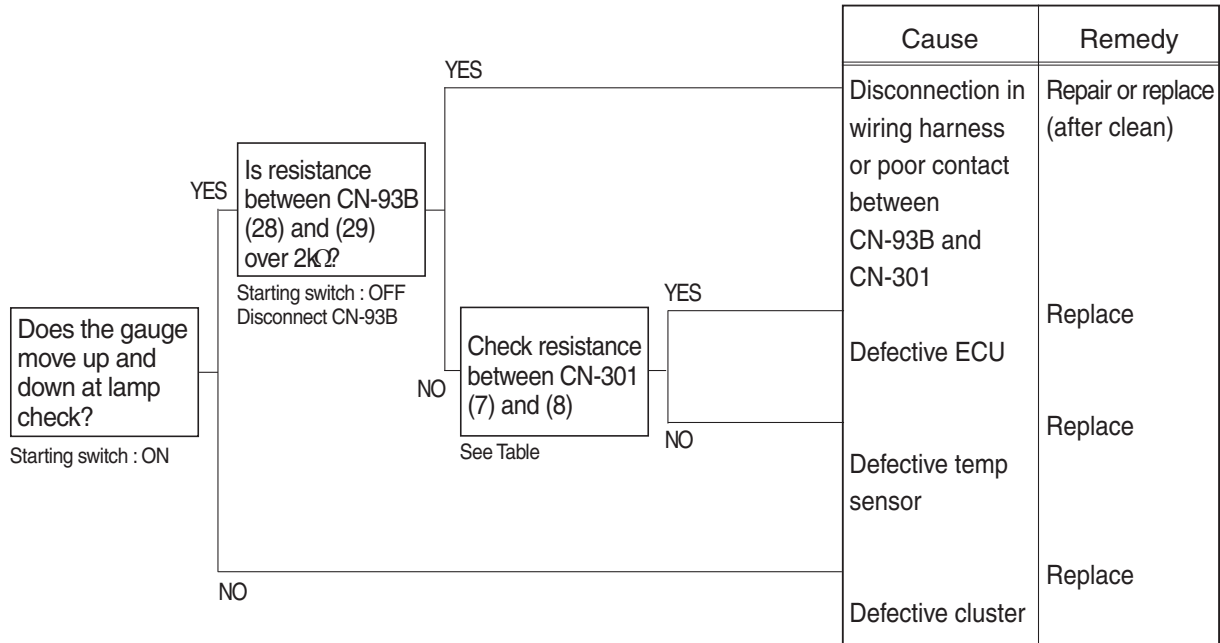 Cause
Remedy
YES
Disconnection in
wiring harness
or poor contact
between
CN-93B and
CN-301
Repair or replace
(after clean)
YES
Is resistance
between CN-93B
(28) and (29)
over 2kΩ?
Starting switch : OFF
Disconnect CN-93B
YES
Replace
Does the gauge
move up and
down at lamp
check?
Starting switch : ON
NO
Check resistance
between CN-301
(7) and (8)
See Table
Defective ECU
NO
Replace
Defective temp
sensor
NO
Replace
Defective cluster